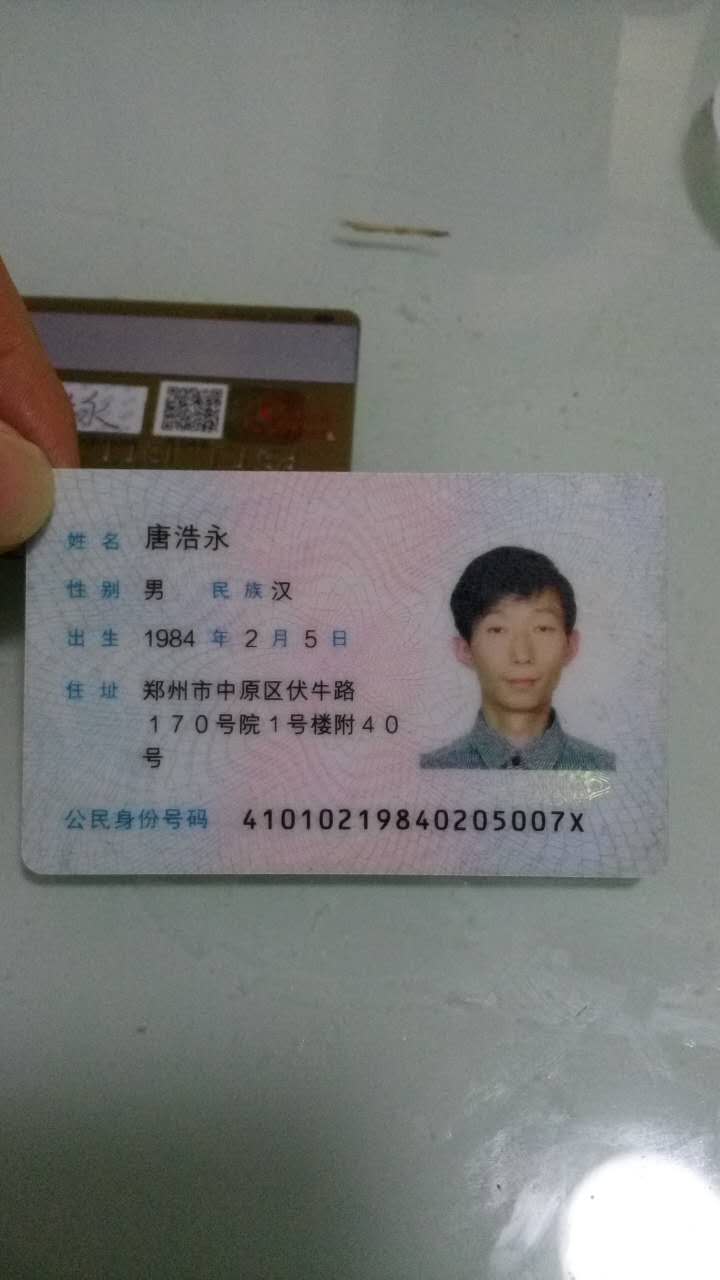 永
姓名 唐浩永
性别 男 民族 汉
出生 1984 年 2 月 5 日
住址 郑州市中原区伏牛路
170号院1号楼附40
号
公民身份号码 41010219840205007X